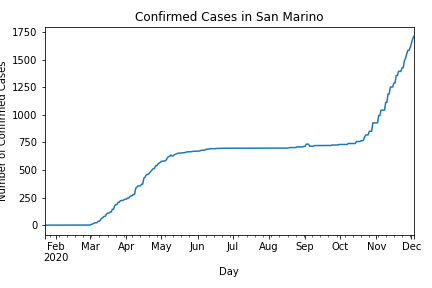 Confirmed Cases in San Marino
Number of Confirmed Cases
1750
1500
1250
1000
750
500
250
0
Feb Mar Apr May Jun Jul Aug Sep Oct Nov Dec
2020
Day